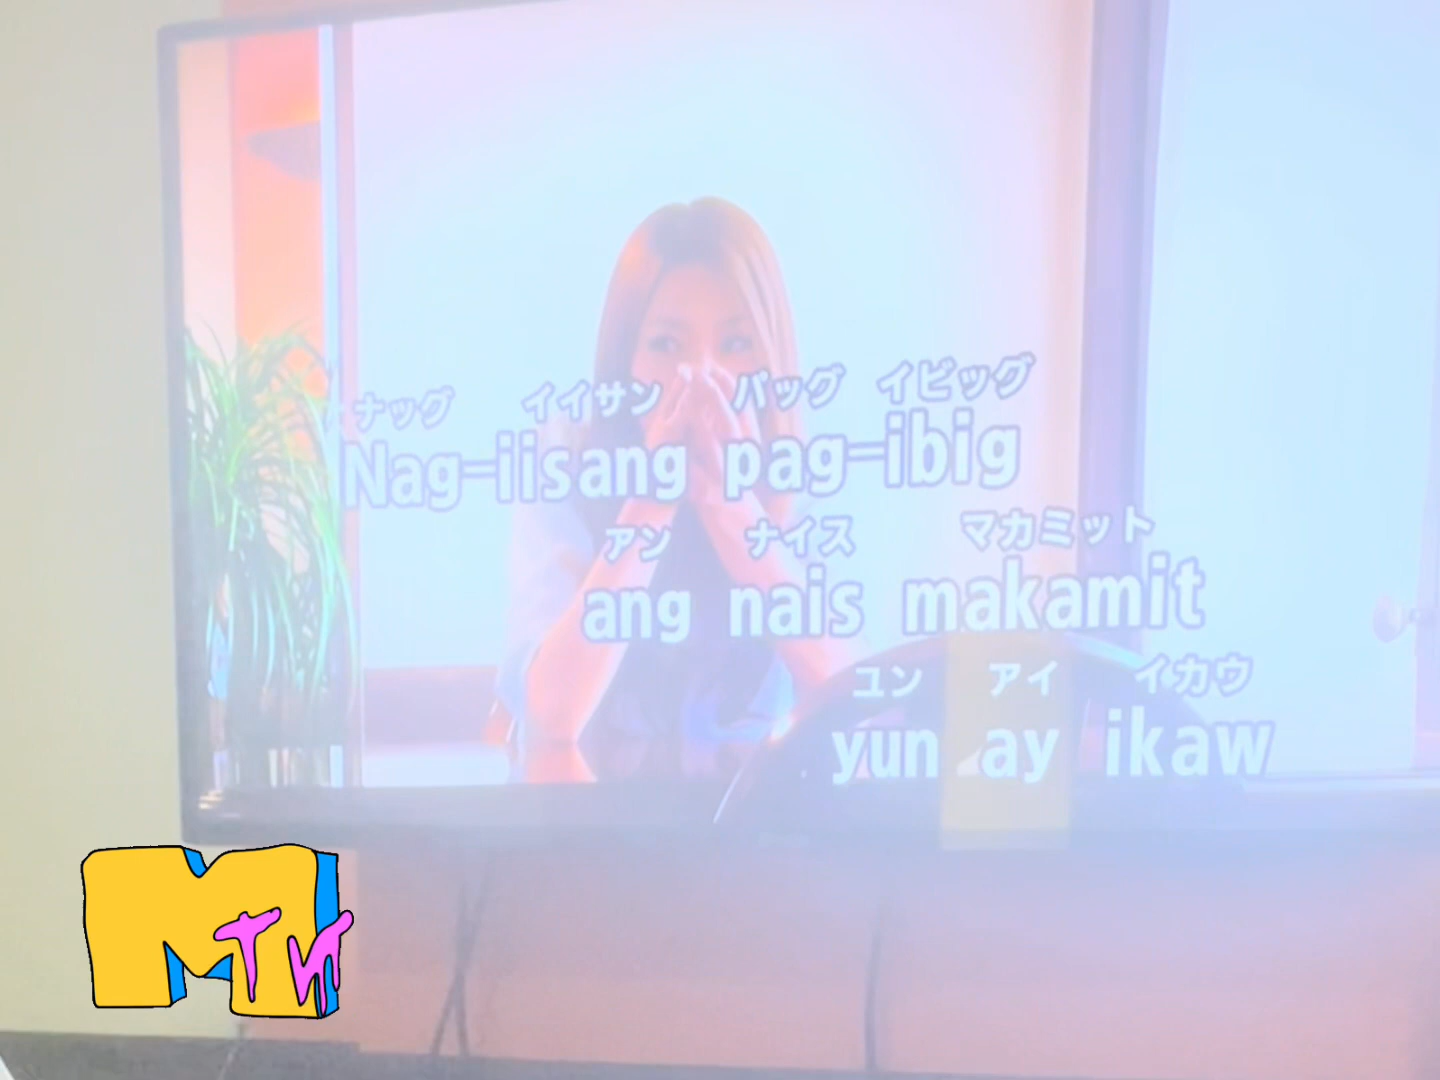 ナッグ イイサン パッグ イビッグ
Nag-iisang pag-ibig
アン ナイス マカミット
ang nais makamit
ユン アイ イカウ
yun ay ikaw
MTV